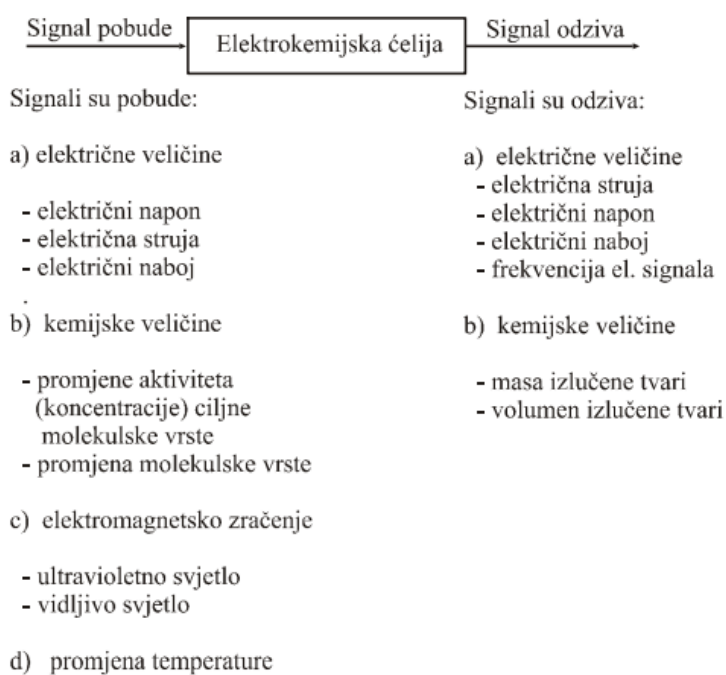 Signal pobude
Elektrokemijska ćelija
Signal odziva
Signali su pobude:
a) električne veličine
- električni napon
- električna struja
- električni naboj
.
b) kemijske veličine
- promjene aktiviteta
(koncentracije) ciljne
molekulske vrste
- promjena molekulske vrste
c) elektromagnetsko zračenje
- ultravioletno svjetlo
- vidljivo svjetlo
d) promjena temperature
Signali su odziva:
a) električne veličine
- električna struja
- električni napon
- električni naboj
- frekvencija el. signala
b) kemijske veličine
- masa izlučene tvari
- volumen izlučene tvari